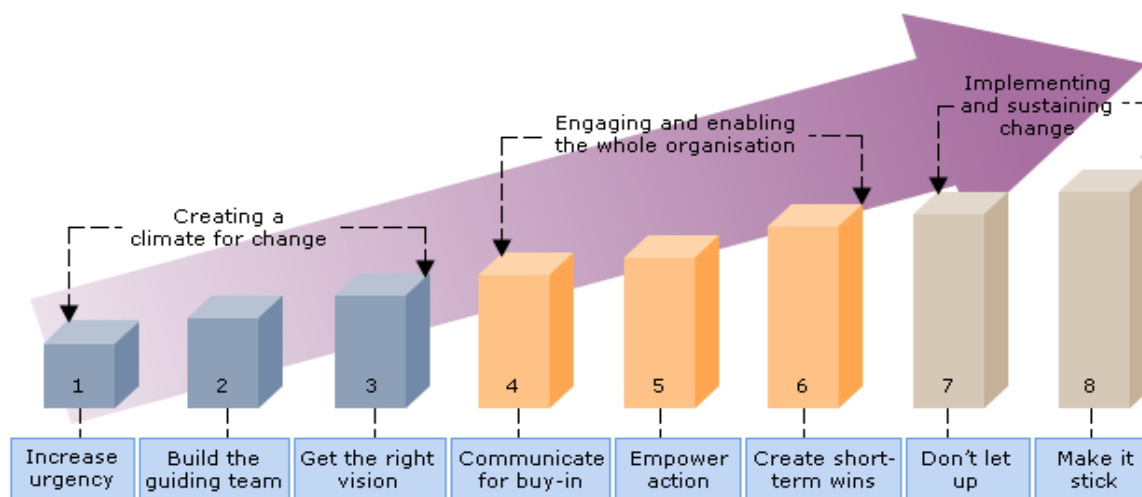 Implementing
and sustaining
change
Engaging and enabling
the whole organisation
Creating a
climate for change
1
2
3
4
5
6
7
8
Increase
urgency
Build the
guiding team
Get the right
vision
Communicate
for buy-in
Empower
action
Create short-
term wins
Don't let
up
Make it
stick